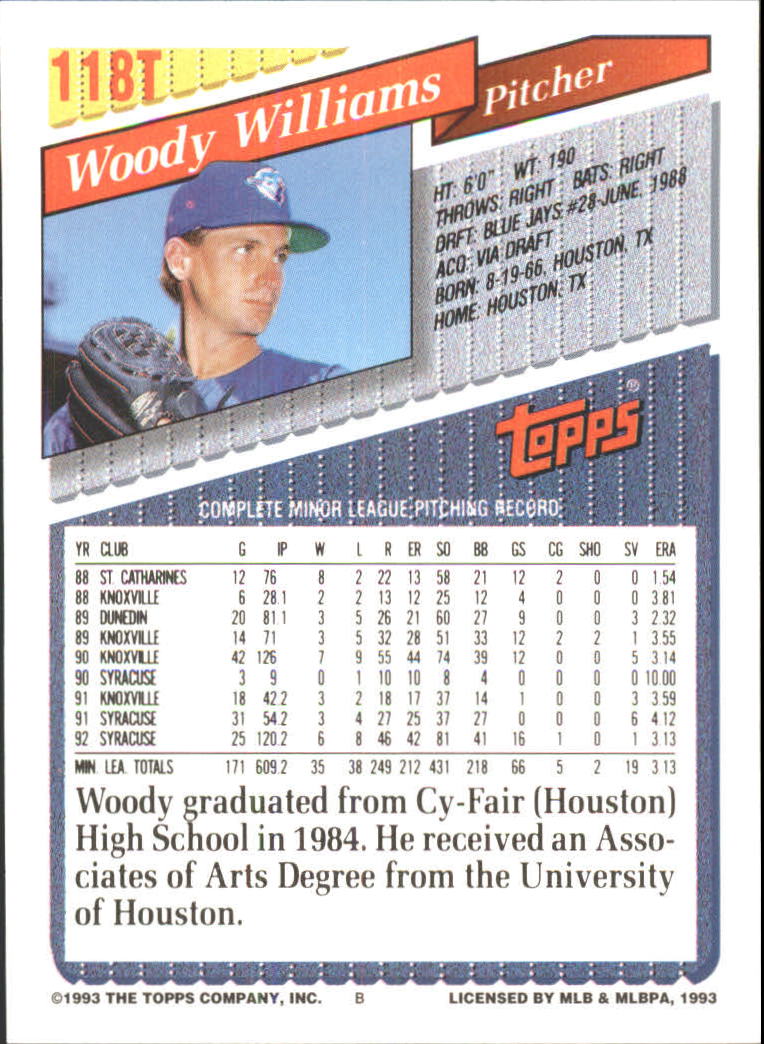 118T
Woody Williams
Pitcher
HT: 6'0" WT: 190
THROWS: RIGHT BATS: RIGHT
DRFT: BLUE JAYS #28-JUNE, 1988
ACQ: VIA DRAFT
BORN: 8-19-66, HOUSTON, TX
HOME: HOUSTON, TX
topps®
COMPLETE MINOR LEAGUE PITCHING RECORD
YR CLUB G IP W L R ER SO BB GS CG SHO SV ERA
88 ST. CATHARINES 12 76 8 2 22 13 58 21 12 2 0 0 1.54
88 KNOXVILLE 6 28.1 2 2 13 12 25 12 4 0 0 0 3.81
89 DUNEDIN 20 81.1 3 5 26 21 60 27 9 0 0 3 2.32
89 KNOXVILLE 14 71 3 5 32 28 51 33 12 2 2 1 3.55
90 KNOXVILLE 42 126 7 9 55 44 74 39 12 0 0 5 3.14
90 SYRACUSE 3 9 0 1 10 10 8 4 0 0 0 0 10.00
91 KNOXVILLE 18 42.2 3 2 18 17 37 14 1 0 0 3 3.59
91 SYRACUSE 31 54.2 3 4 27 25 37 27 0 0 0 6 4.12
92 SYRACUSE 25 120.2 6 8 46 42 81 41 16 1 0 1 3.13
MIN. LEA. TOTALS 171 609.2 35 38 249 212 431 218 66 5 2 19 3.13
Woody graduated from Cy-Fair (Houston)
High School in 1984. He received an Asso-
ciates of Arts Degree from the University
of Houston.
©1993 THE TOPPS COMPANY, INC. B LICENSED BY MLB & MLBPA, 1993